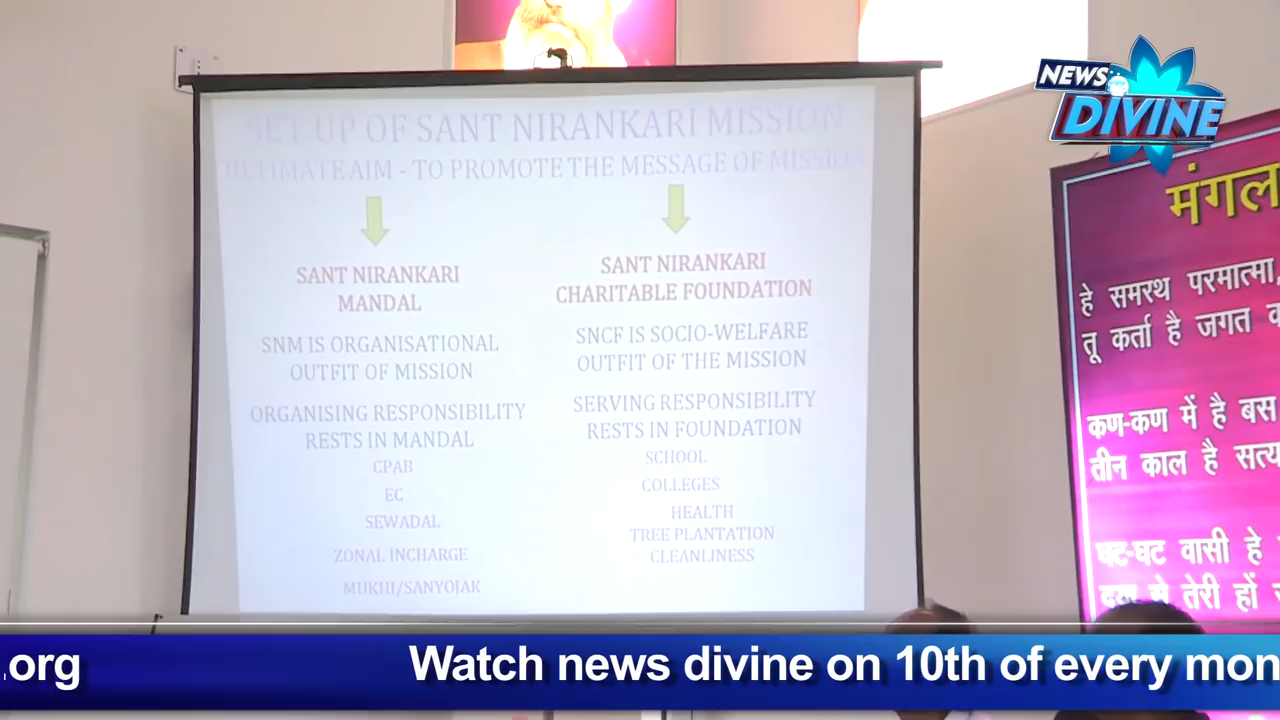 NEWS
DIVINE
SET UP OF SANT NIRANKARI MISSION
ULTIMATE AIM - TO PROMOTE THE MESSAGE OF MISSION
SANT NIRANKARI
MANDAL
SNM IS ORGANISATIONAL
OUTFIT OF MISSION
ORGANISING RESPONSIBILITY
RESTS IN MANDAL
CPAB
EC
SEWADAL
ZONAL INCHARGE
MUKHI/SANYOJAK
SANT NIRANKARI
CHARITABLE FOUNDATION
SNCF IS SOCIO-WELFARE
OUTFIT OF THE MISSION
SERVING RESPONSIBILITY
RESTS IN FOUNDATION
SCHOOL
COLLEGES
HEALTH
TREE PLANTATION
CLEANLINESS
मंगल
हे समरथ परमात्मा,
तू कर्ता है जगत
कण-कण में है बस
तीन काल है सत्य
घट-घट वासी हे
से तेरी हों
.org Watch news divine on 10th of every mon